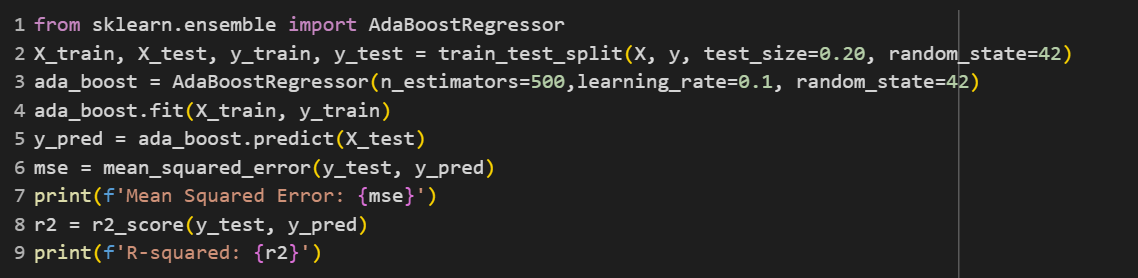 1 from sklearn.ensemble import AdaBoostRegressor
2 X_train, X_test, y_train, y_test = train_test_split(X, y, test_size=0.20, random_state=42)
3 ada_boost = AdaBoostRegressor(n_estimators=500,learning_rate=0.1, random_state=42)
4 ada_boost.fit(X_train, y_train)
5 y_pred = ada_boost.predict(X_test)
6 mse = mean_squared_error(y_test, y_pred)
7 print(f'Mean Squared Error: {mse}')
8 r2 = r2_score(y_test, y_pred)
9 print(f'R-squared: {r2}')